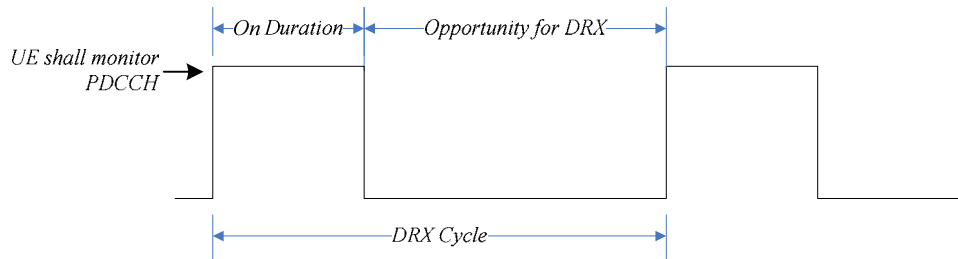 On Duration
Opportunity for DRX
UE shall monitor
PDCCH
DRX Cycle